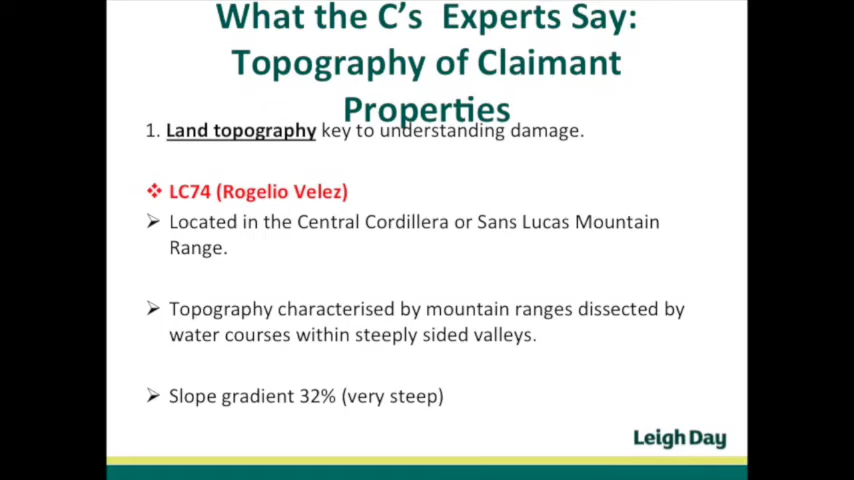 What the C's  Experts Say:
Topography of Claimant
Properties
1. Land topography key to understanding damage.
❖ LC74 (Rogelio Velez)
➢ Located in the Central Cordillera or Sans Lucas Mountain
Range.
➢ Topography characterised by mountain ranges dissected by
water courses within steeply sided valleys.
➢ Slope gradient 32% (very steep)
Leigh Day